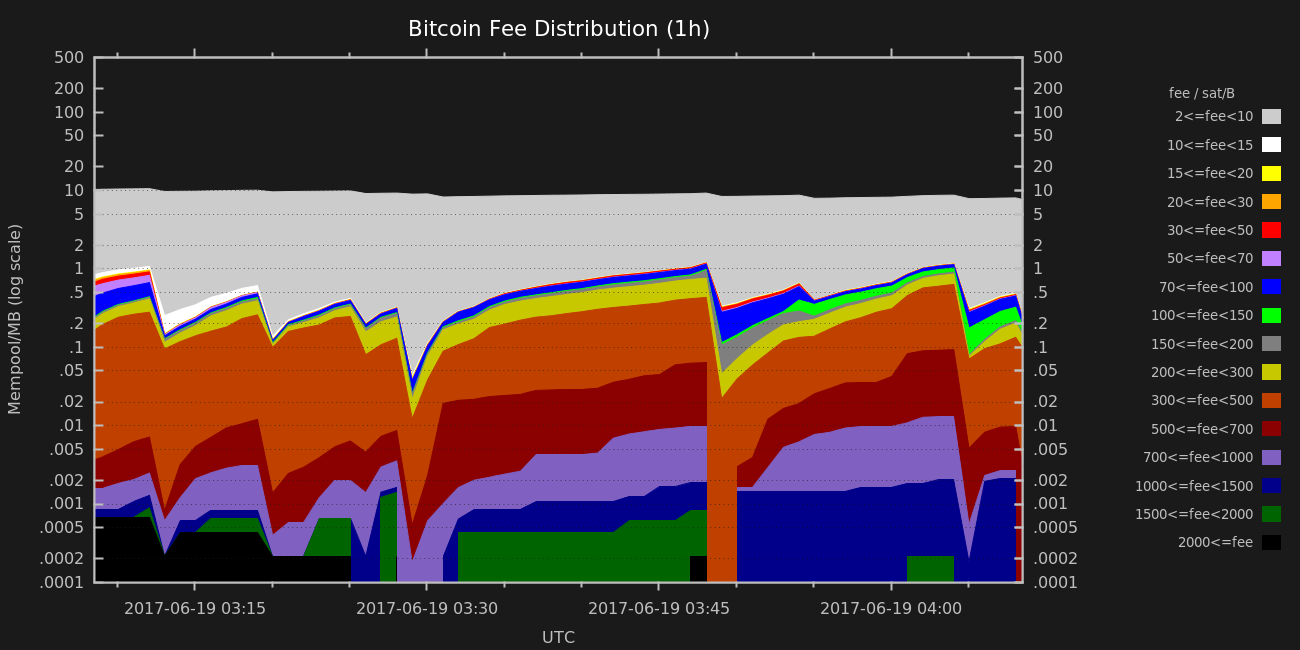 Bitcoin Fee Distribution (1h)
500
200
100
50
20
10
5
2
1
.5
.2
.1
.05
.02
.01
.005
.002
.001
.0005
.0002
.0001
Mempool/MB (log scale)
500
200
100
50
20
10
5
2
1
.5
.2
.1
.05
.02
.01
.005
.002
.001
.0005
.0002
.0001
2017-06-19 03:15
2017-06-19 03:30
2017-06-19 03:45
2017-06-19 04:00
UTC
fee / sat/B
2<=fee<10
10<=fee<15
15<=fee<20
20<=fee<30
30<=fee<50
50<=fee<70
70<=fee<100
100<=fee<150
150<=fee<200
200<=fee<300
300<=fee<500
500<=fee<700
700<=fee<1000
1000<=fee<1500
1500<=fee<2000
2000<=fee